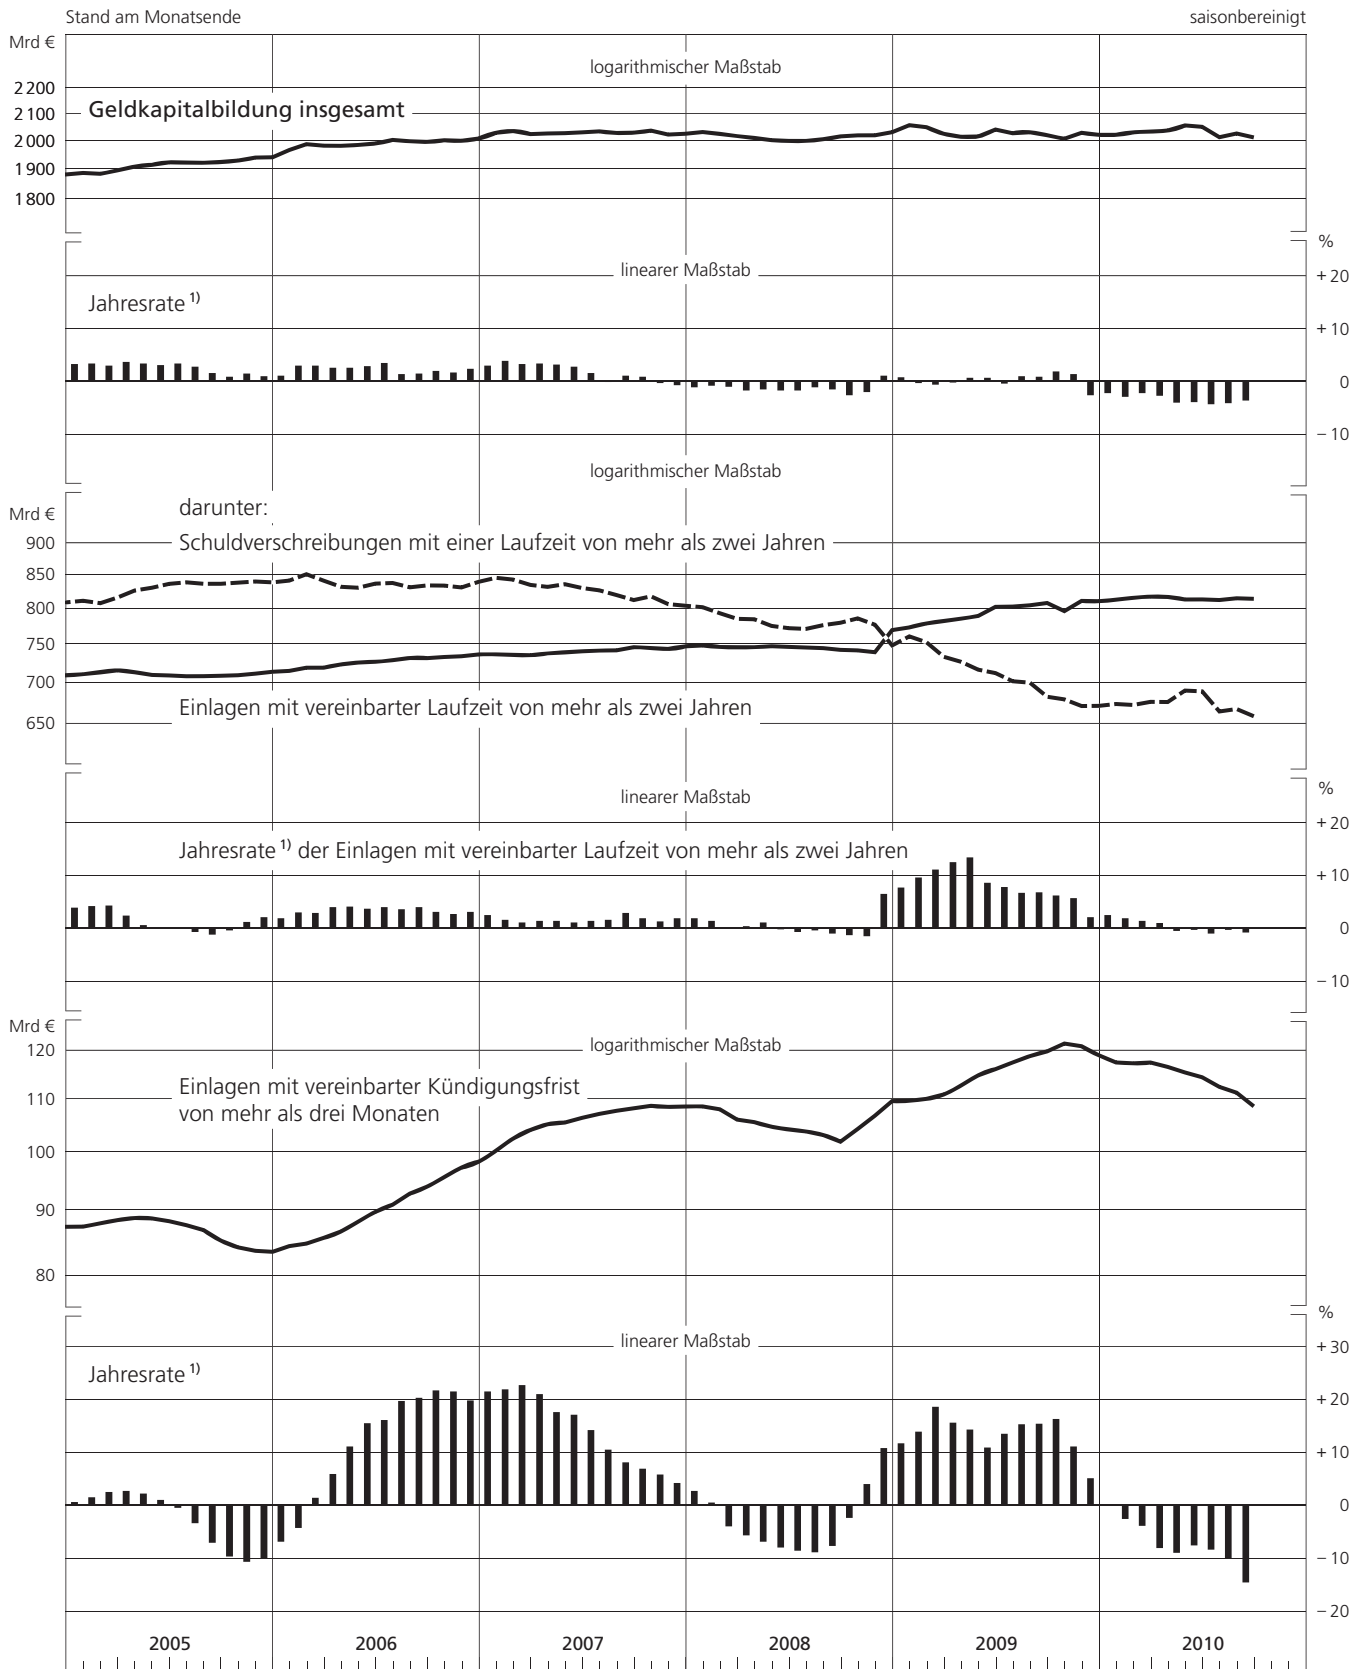 Stand am Monatsende saisonbereinigt
Mrd €
logarithmischer Maßstab
2 200
Geldkapitalbildung insgesamt
2 100
2 000
1 900
1 800
%
linearer Maßstab
+ 20
Jahresrate 1)
+ 10
0
− 10
logarithmischer Maßstab
darunter:
Mrd €
Schuldverschreibungen mit einer Laufzeit von mehr als zwei Jahren
900
850
800
750
700
Einlagen mit vereinbarter Laufzeit von mehr als zwei Jahren
650
%
linearer Maßstab
+ 20
Jahresrate 1) der Einlagen mit vereinbarter Laufzeit von mehr als zwei Jahren
+ 10
0
− 10
Mrd €
logarithmischer Maßstab
120
Einlagen mit vereinbarter Kündigungsfrist
von mehr als drei Monaten
110
100
90
80
%
linearer Maßstab
+ 30
Jahresrate 1)
+ 20
+ 10
0
− 10
− 20
2005 2006 2007 2008 2009 2010